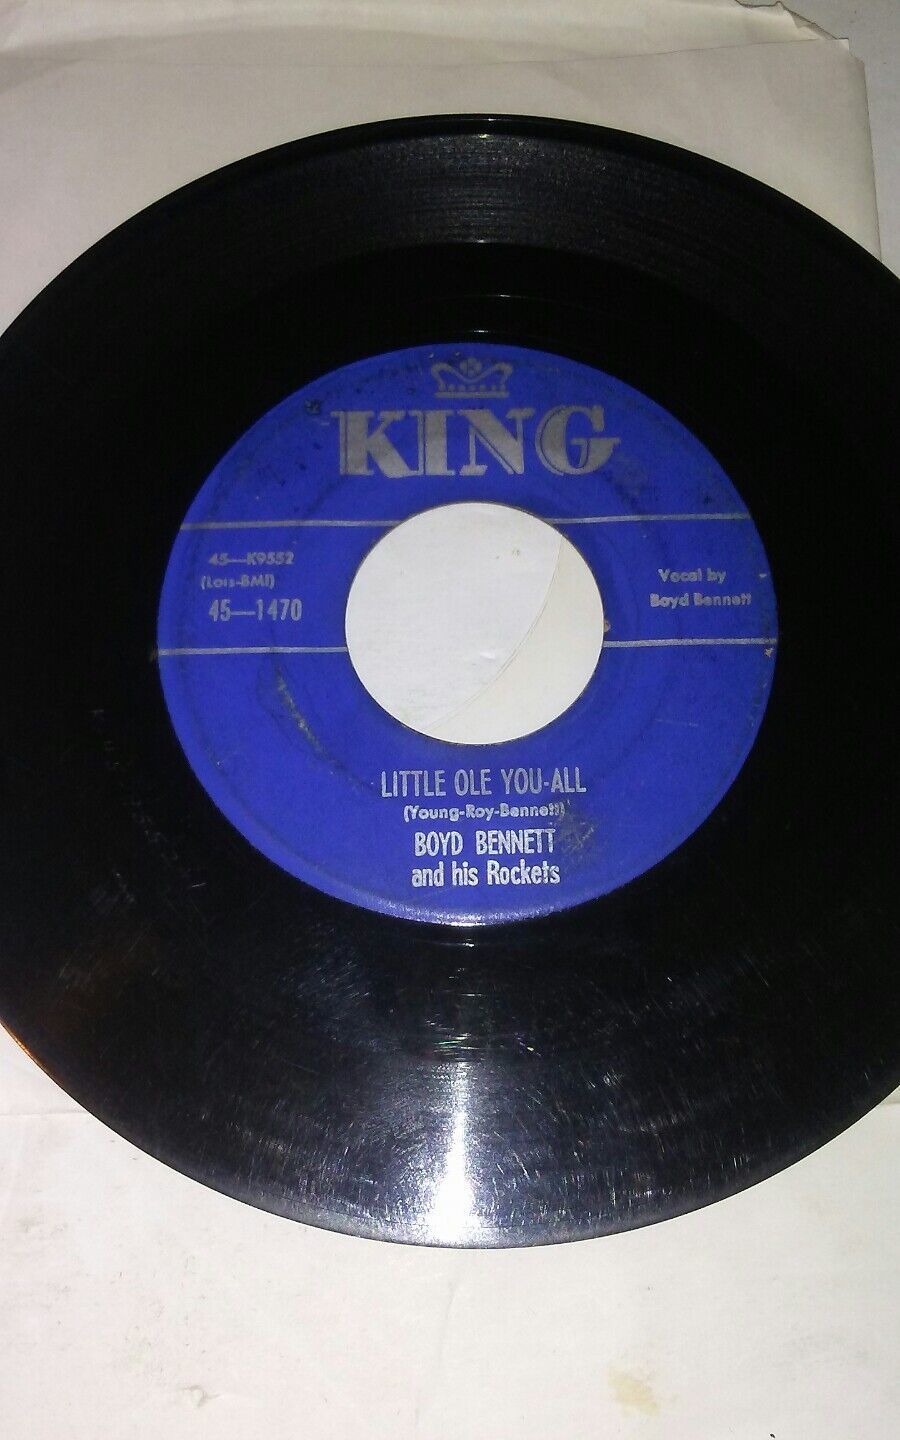 KING
45—K9552
(Lois-BMI)
45—1470
Vocal by
Boyd Bennett
LITTLE OLE YOU-ALL
(Young-Roy-Bennett)
BOYD BENNETT
and his Rockets